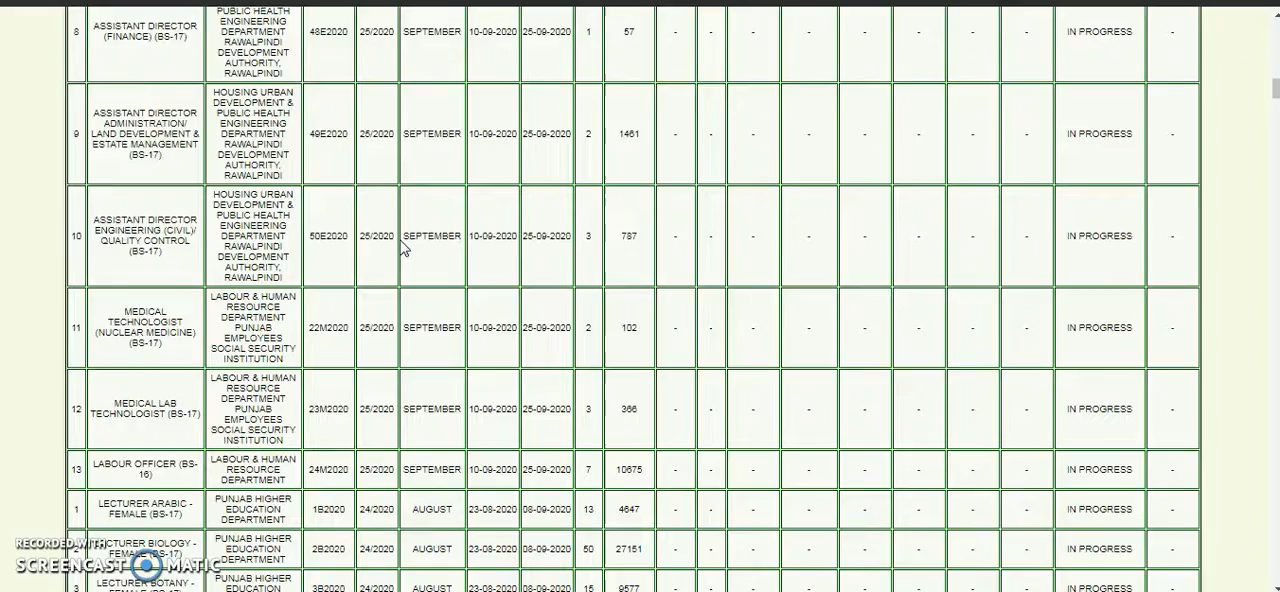 8
ASSISTANT DIRECTOR
(FINANCE) (BS-17)
PUBLIC HEALTH
ENGINEERING
DEPARTMENT
RAWALPINDI
DEVELOPMENT
AUTHORITY,
RAWALPINDI
48E2020 25/2020 SEPTEMBER 10-09-2020 25-09-2020 1 57 - - - - - - - IN PROGRESS -
9
ASSISTANT DIRECTOR
ADMINISTRATION/
LAND DEVELOPMENT &
ESTATE MANAGEMENT
(BS-17)
HOUSING URBAN
DEVELOPMENT &
PUBLIC HEALTH
ENGINEERING
DEPARTMENT
RAWALPINDI
DEVELOPMENT
AUTHORITY,
RAWALPINDI
49E2020 25/2020 SEPTEMBER 10-09-2020 25-09-2020 2 1461 - - - - - - - IN PROGRESS -
10
ASSISTANT DIRECTOR
ENGINEERING (CIVIL)/
QUALITY CONTROL
(BS-17)
HOUSING URBAN
DEVELOPMENT &
PUBLIC HEALTH
ENGINEERING
DEPARTMENT
RAWALPINDI
DEVELOPMENT
AUTHORITY,
RAWALPINDI
50E2020 25/2020 SEPTEMBER 10-09-2020 25-09-2020 3 787 - - - - - - - IN PROGRESS -
11
MEDICAL
TECHNOLOGIST
(NUCLEAR MEDICINE)
(BS-17)
LABOUR & HUMAN
RESOURCE
DEPARTMENT
PUNJAB
EMPLOYEES
SOCIAL SECURITY
INSTITUTION
22M2020 25/2020 SEPTEMBER 10-09-2020 25-09-2020 2 102 - - - - - - - IN PROGRESS -
12
MEDICAL LAB
TECHNOLOGIST (BS-17)
LABOUR & HUMAN
RESOURCE
DEPARTMENT
PUNJAB
EMPLOYEES
SOCIAL SECURITY
INSTITUTION
23M2020 25/2020 SEPTEMBER 10-09-2020 25-09-2020 3 366 - - - - - - - IN PROGRESS -
13
LABOUR OFFICER (BS-
16)
LABOUR & HUMAN
RESOURCE
DEPARTMENT
24M2020 25/2020 SEPTEMBER 10-09-2020 25-09-2020 7 10675 - - - - - - - IN PROGRESS -
1
LECTURER ARABIC -
FEMALE (BS-17)
PUNJAB HIGHER
EDUCATION
DEPARTMENT
1B2020 24/2020 AUGUST 23-08-2020 08-09-2020 13 4647 - - - - - - - IN PROGRESS -
LECTURER BIOLOGY -
FEMALE (BS-17)
PUNJAB HIGHER
EDUCATION
DEPARTMENT
2B2020 24/2020 AUGUST 23-08-2020 08-09-2020 50 27151 - - - - - - - IN PROGRESS -
3
LECTURER BOTANY -
PUNJAB HIGHER
EDUCATION
3B2020 24/2020 AUGUST 23-08-2020 08-09-2020 15 9577 - - - - - - - IN PROGRESS -
RECORDED WITH
SCREENCAST MATIC